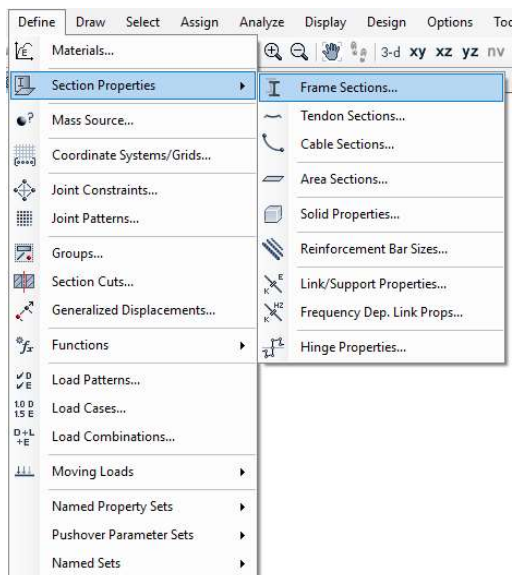 Define Draw Select Assign Analyze Display Design Options Too
3-d xy xz yz nv
Materials...
Section Properties
Mass Source...
Coordinate Systems/Grids...
Joint Constraints...
Joint Patterns...
Groups...
Section Cuts...
Generalized Displacements...
Functions
Load Patterns...
Load Cases...
Load Combinations...
Moving Loads
Named Property Sets
Pushover Parameter Sets
Named Sets
Frame Sections...
Tendon Sections...
Cable Sections...
Area Sections...
Solid Properties...
Reinforcement Bar Sizes...
Link/Support Properties...
Frequency Dep. Link Props...
Hinge Properties...